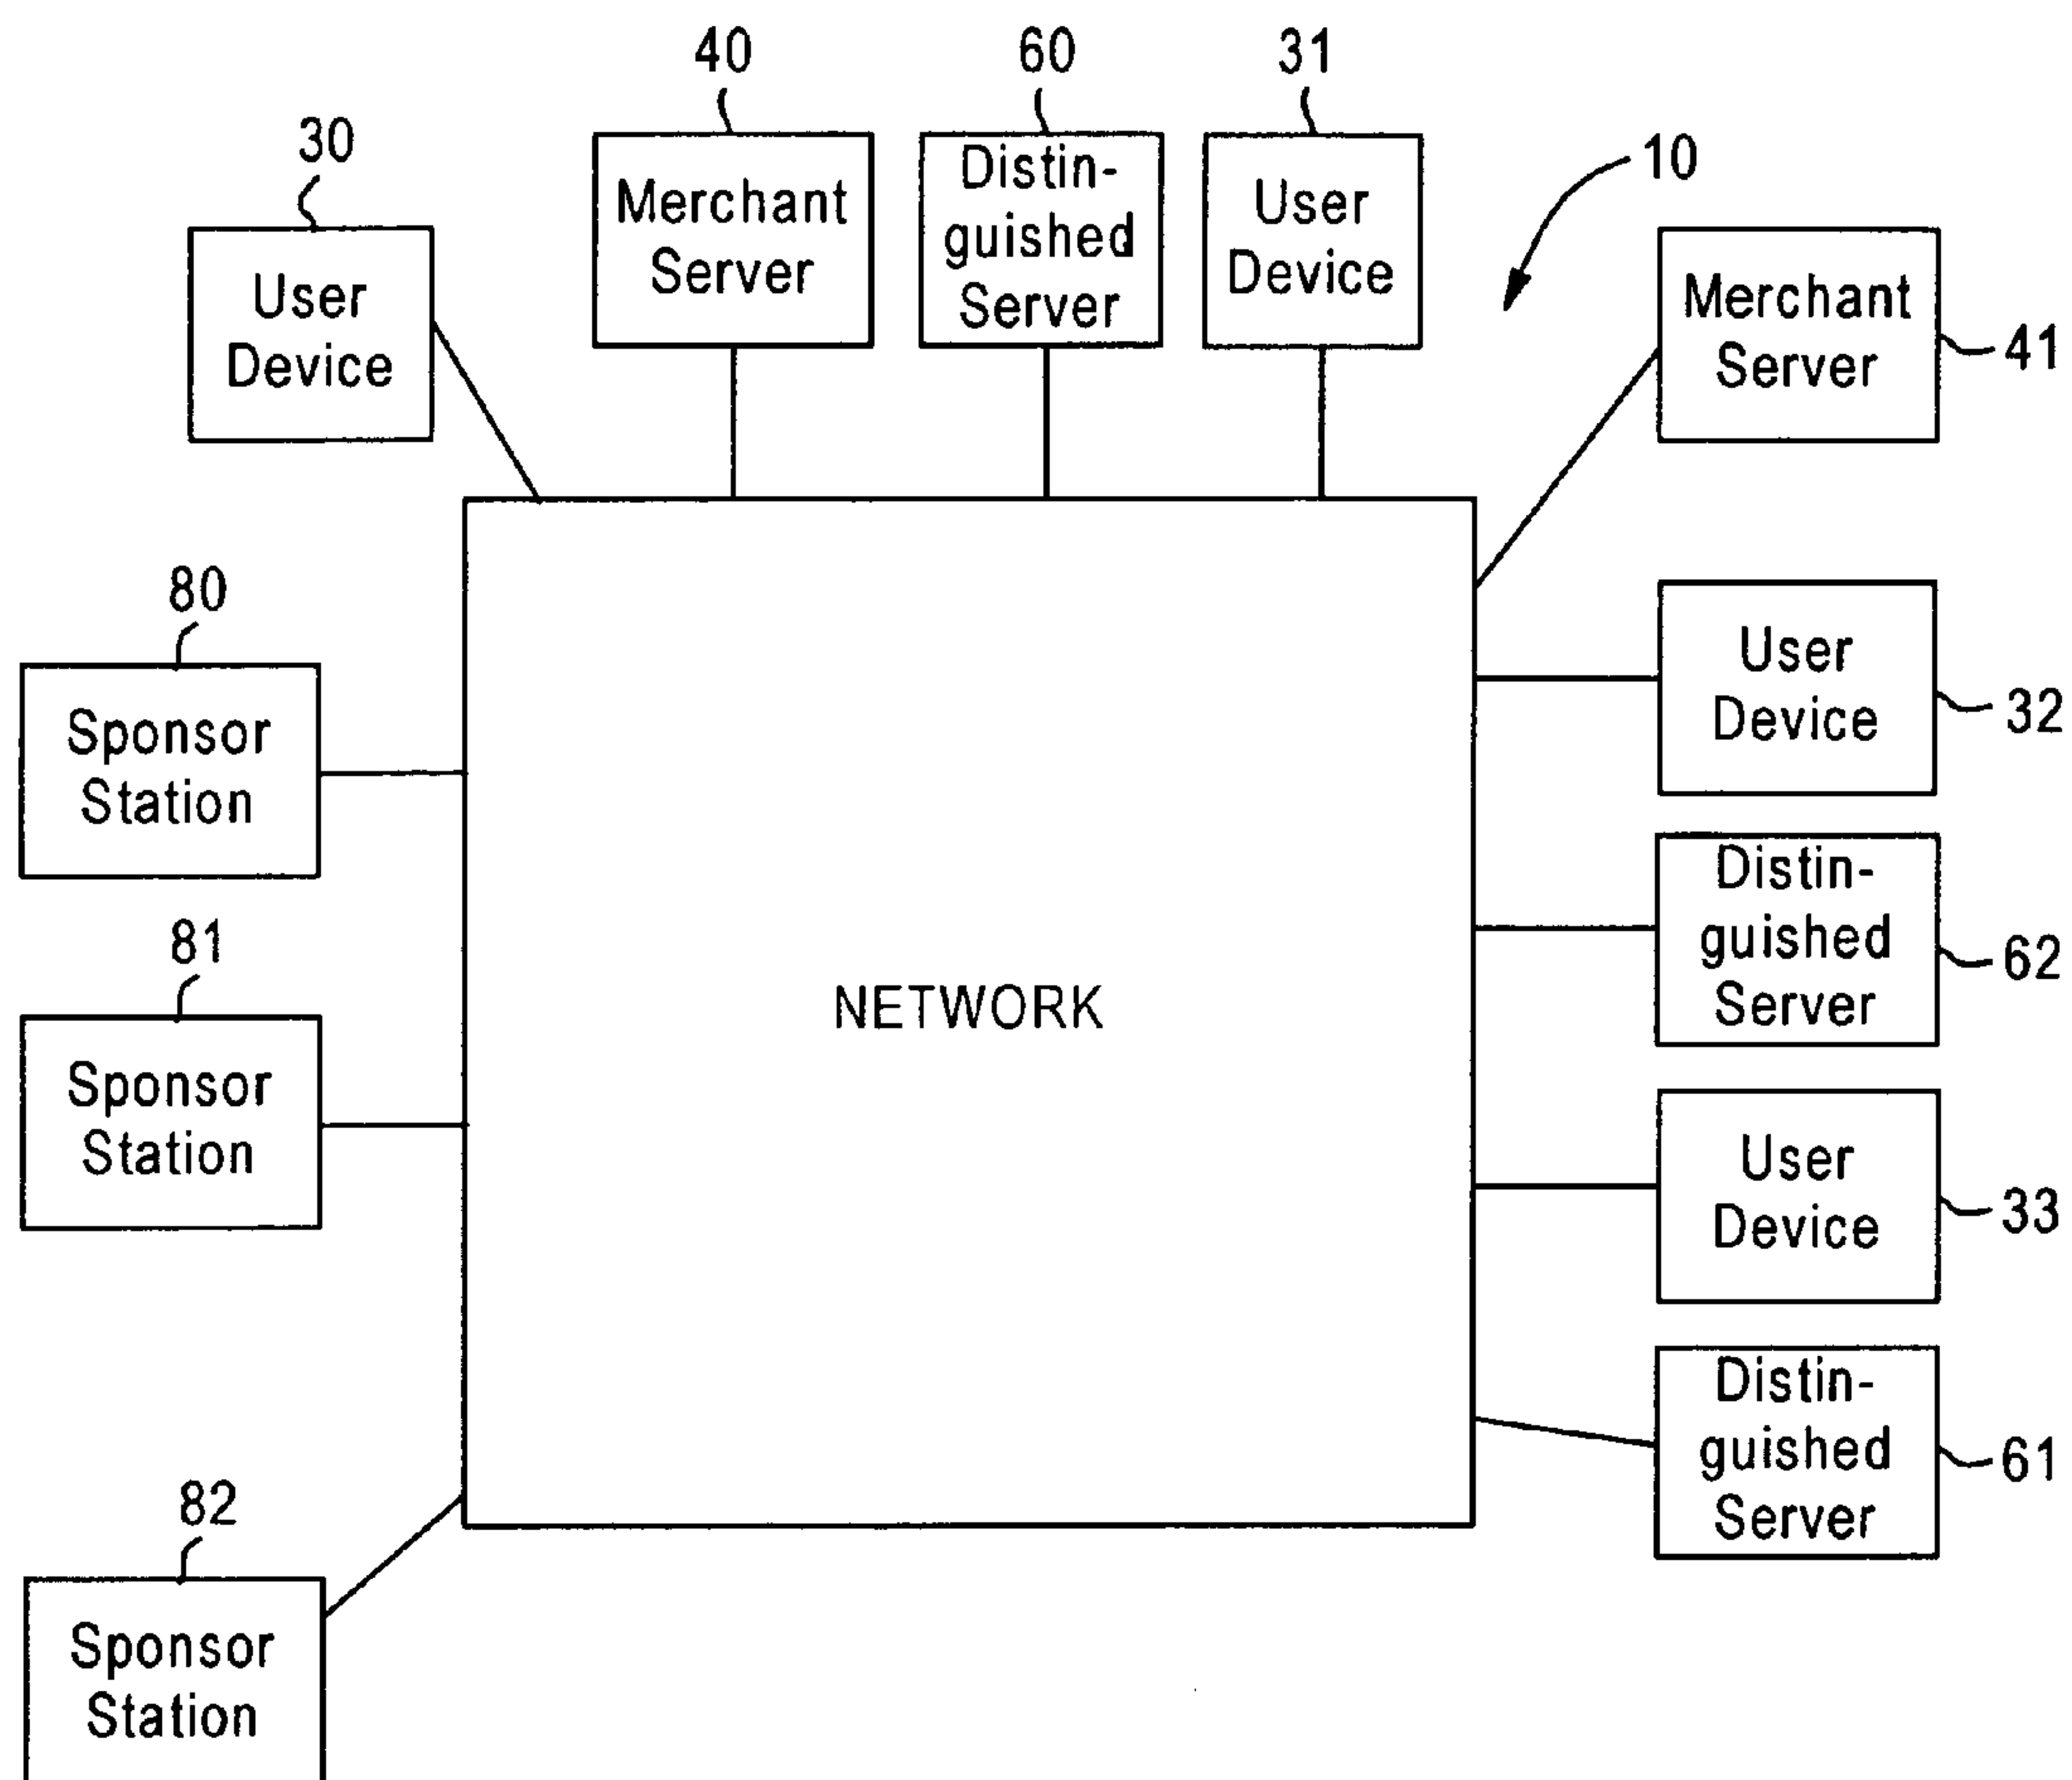 40
60
31
30
10
Merchant
Server
Distin-
guished
Server
User
Device
User
Device
Merchant
Server
41
80
Sponsor
Station
User
Device
32
81
Sponsor
Station
NETWORK
Distin-
guished
Server
62
User
Device
33
82
Sponsor
Station
Distin-
guished
Server
61